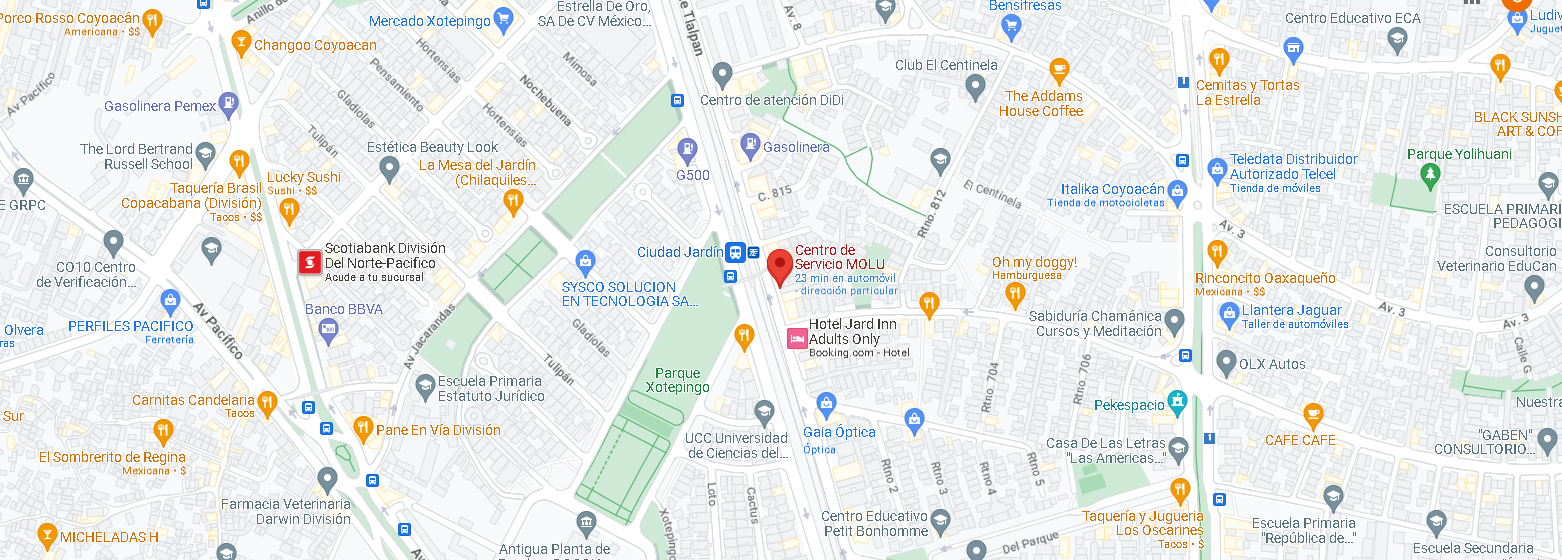 Porco Rosso Coyoacán
Americana • $$
Anillo de
Changoo Coyoacan
Mercado Xotepingo
Estrella De Oro,
SA De CV México...
de Tlalpan
Av. 8
Bensifresas
Centro Educativo ECA
Ludiv
Juguet
Av Pacífico
Gasolinera Pemex
Hortensias
Pensamiento
Gladiolas
Tulipán
Nochebuena
Mimosa
Hortensias
Centro de atención DiDi
Club El Centinela
The Addams
House Coffee
1
Cemitas y Tortas
La Estrella
BLACK SUNSH
ART & COF
The Lord Bertrand
Russell School
Estética Beauty Look
La Mesa del Jardín
(Chilaquiles...
G500
Gasolinera
Parque Yolihuani
Teledata Distribuidor
Autorizado Telcel
Tienda de móviles
E GRPC
Taquería Brasil
Copacabana (División)
Tacos • $$
Lucky Sushi
Sushi • $$
C. 815
Rtno. 812
El Centinela
Italika Coyoacán
Tienda de motocicletas
ESCUELA PRIMARI
PEDAGOGI
Av. 3
CO10 Centro
de Verificación...
Scotiabank División
Del Norte-Pacifico
Acude a tu sucursal
Ciudad Jardín
Centro de
Servicio MOLU
23 min en automóvil
- dirección particular
Oh my doggy!
Hamburguesa
Rinconcito Oaxaqueño
Mexicana • $$
Consultorio
Veterinario EduCan
SYSCO SOLUCION
EN TECNOLOGIA SA...
Olvera
ras
PERFILES PACIFICO
Ferretería
Av Pacífico
Banco BBVA
Av Jacarandas
Gladiolas
Tulipán
Hotel Jard Inn
Adults Only
Booking.com - Hotel
Sabiduría Chamánica
Cursos y Meditación
Llantera Jaguar
Taller de automóviles
Av. 3
Av. 3
Calle G
Escuela Primaria
Estatuto Jurídico
Parque
Xotepingo
Rtno. 704
Rtno. 706
OLX Autos
Carnitas Candelaria
Tacos
Sur
Pane En Vía División
UCC Universidad
de Ciencias del...
Gaia Óptica
Óptica
Pekespacio
Nuestra
CAFE CAFE
1
"GABEN"
CONSULTORIO...
El Sombrerito de Regina
Mexicana • $
Casa De Las Letras
"Las Americas...
Rtno 2
Rtno. 3
Rtno. 4
Rtno. 5
Farmacia Veterinaria
Darwin División
Loto
Cactus
Xotepingo
Centro Educativo
Petit Bonhomme
Taquería y Jugueria
Los Oscarines
Tacos • $
Escuela Primaria
"República de...
Escuela Secundaria
MICHELADAS H
Antigua Planta de
Del Parque